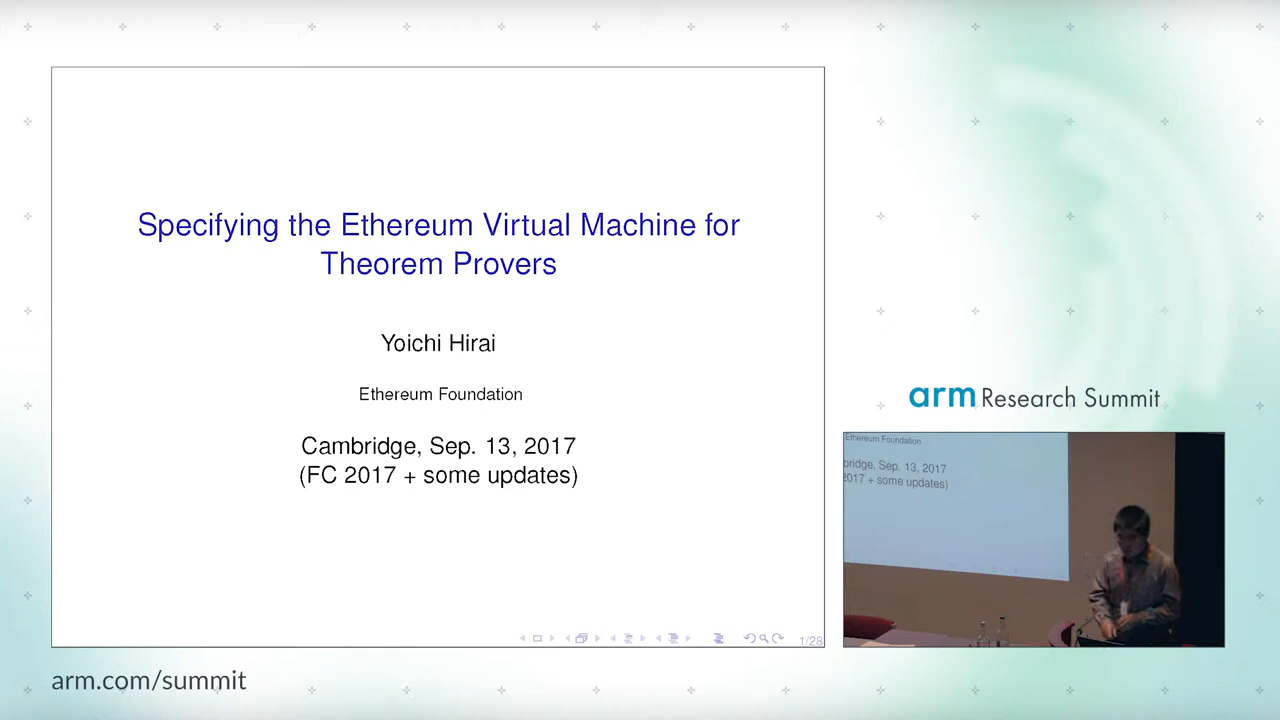 Specifying the Ethereum Virtual Machine for
Theorem Provers
Yoichi Hirai
Ethereum Foundation
Cambridge, Sep. 13, 2017
(FC 2017 + some updates)
1/28
arm Research Summit
Ethereum Foundation
bridge, Sep. 13, 2017
2017 + some updates)
arm.com/summit